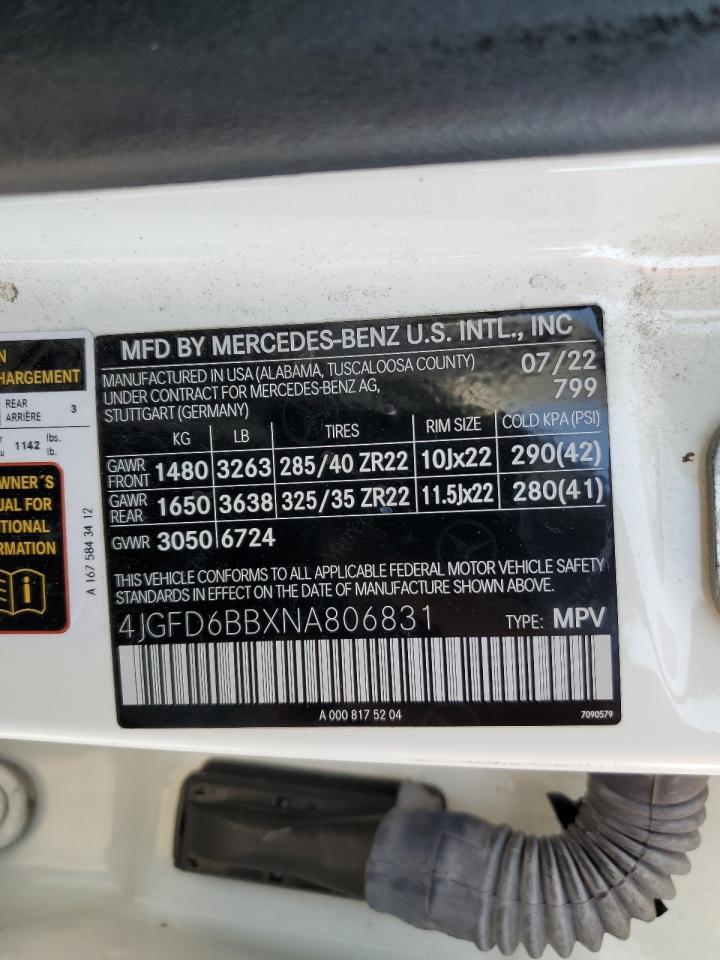 N
HARGEMENT
REAR
ARRIÈRE 3
1142 lbs.
lb.
OWNER´S
UAL FOR
ITIONAL
RMATION
A 167 584 34 12
MFD BY MERCEDES-BENZ U.S. INTL., INC
MANUFACTURED IN USA (ALABAMA, TUSCALOOSA COUNTY) 07/22
UNDER CONTRACT FOR MERCEDES-BENZ AG, 799
STUTTGART (GERMANY)
KG LB TIRES RIM SIZE COLD KPA(PSI)
GAWR FRONT 1480 3263 285/40 ZR22 10Jx22 290(42)
GAWR REAR 1650 3638 325/35 ZR22 11.5Jx22 280(41)
GVWR 3050 6724
THIS VEHICLE CONFORMS TO ALL APPLICABLE FEDERAL MOTOR VEHICLE SAFETY
STD´S IN EFFECT ON THE DATE OF MANUFACTURE SHOWN ABOVE.
4JGFD6BBXNA806831 TYPE: MPV
A 000 817 52 04
7090579